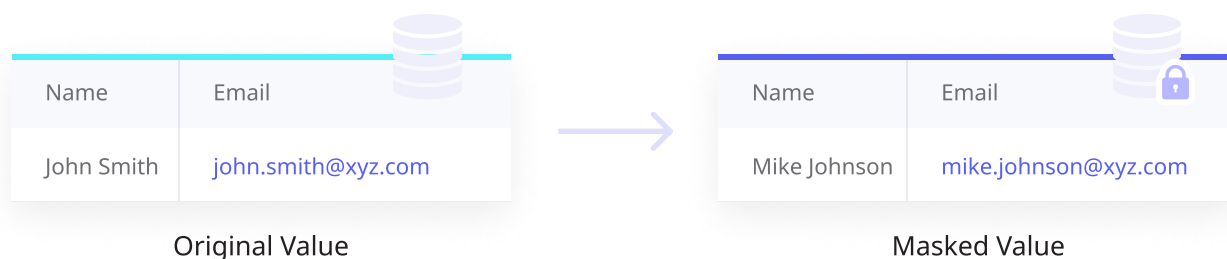 Name Email Name Email
John Smith john.smith@xyz.com Mike Johnson mike.johnson@xyz.com
Original Value Masked Value